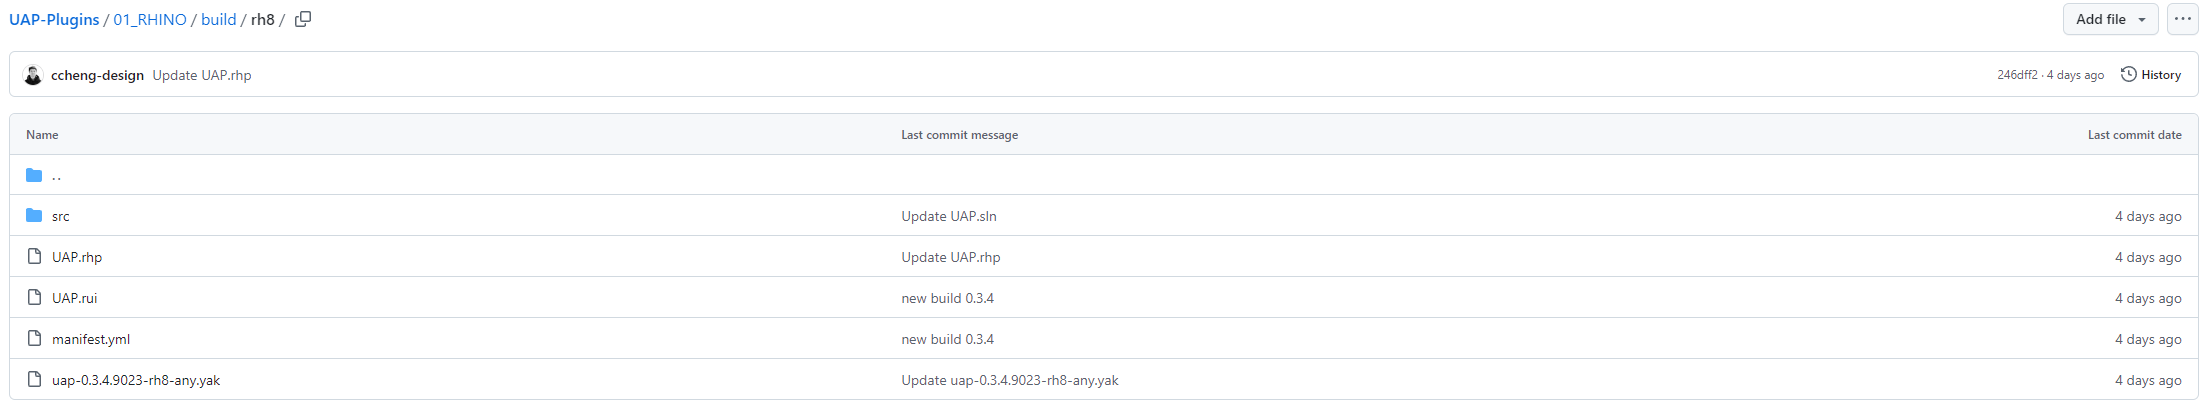 UAP-Plugins / 01_RHINO / build / rh8 /
Add file
ccheng-design Update UAP.rhp
246dff2 · 4 days ago History
Name Last commit message Last commit date
..
src Update UAP.sln 4 days ago
UAP.rhp Update UAP.rhp 4 days ago
UAP.rui new build 0.3.4 4 days ago
manifest.yml new build 0.3.4 4 days ago
uap-0.3.4.9023-rh8-any.yak Update uap-0.3.4.9023-rh8-any.yak 4 days ago